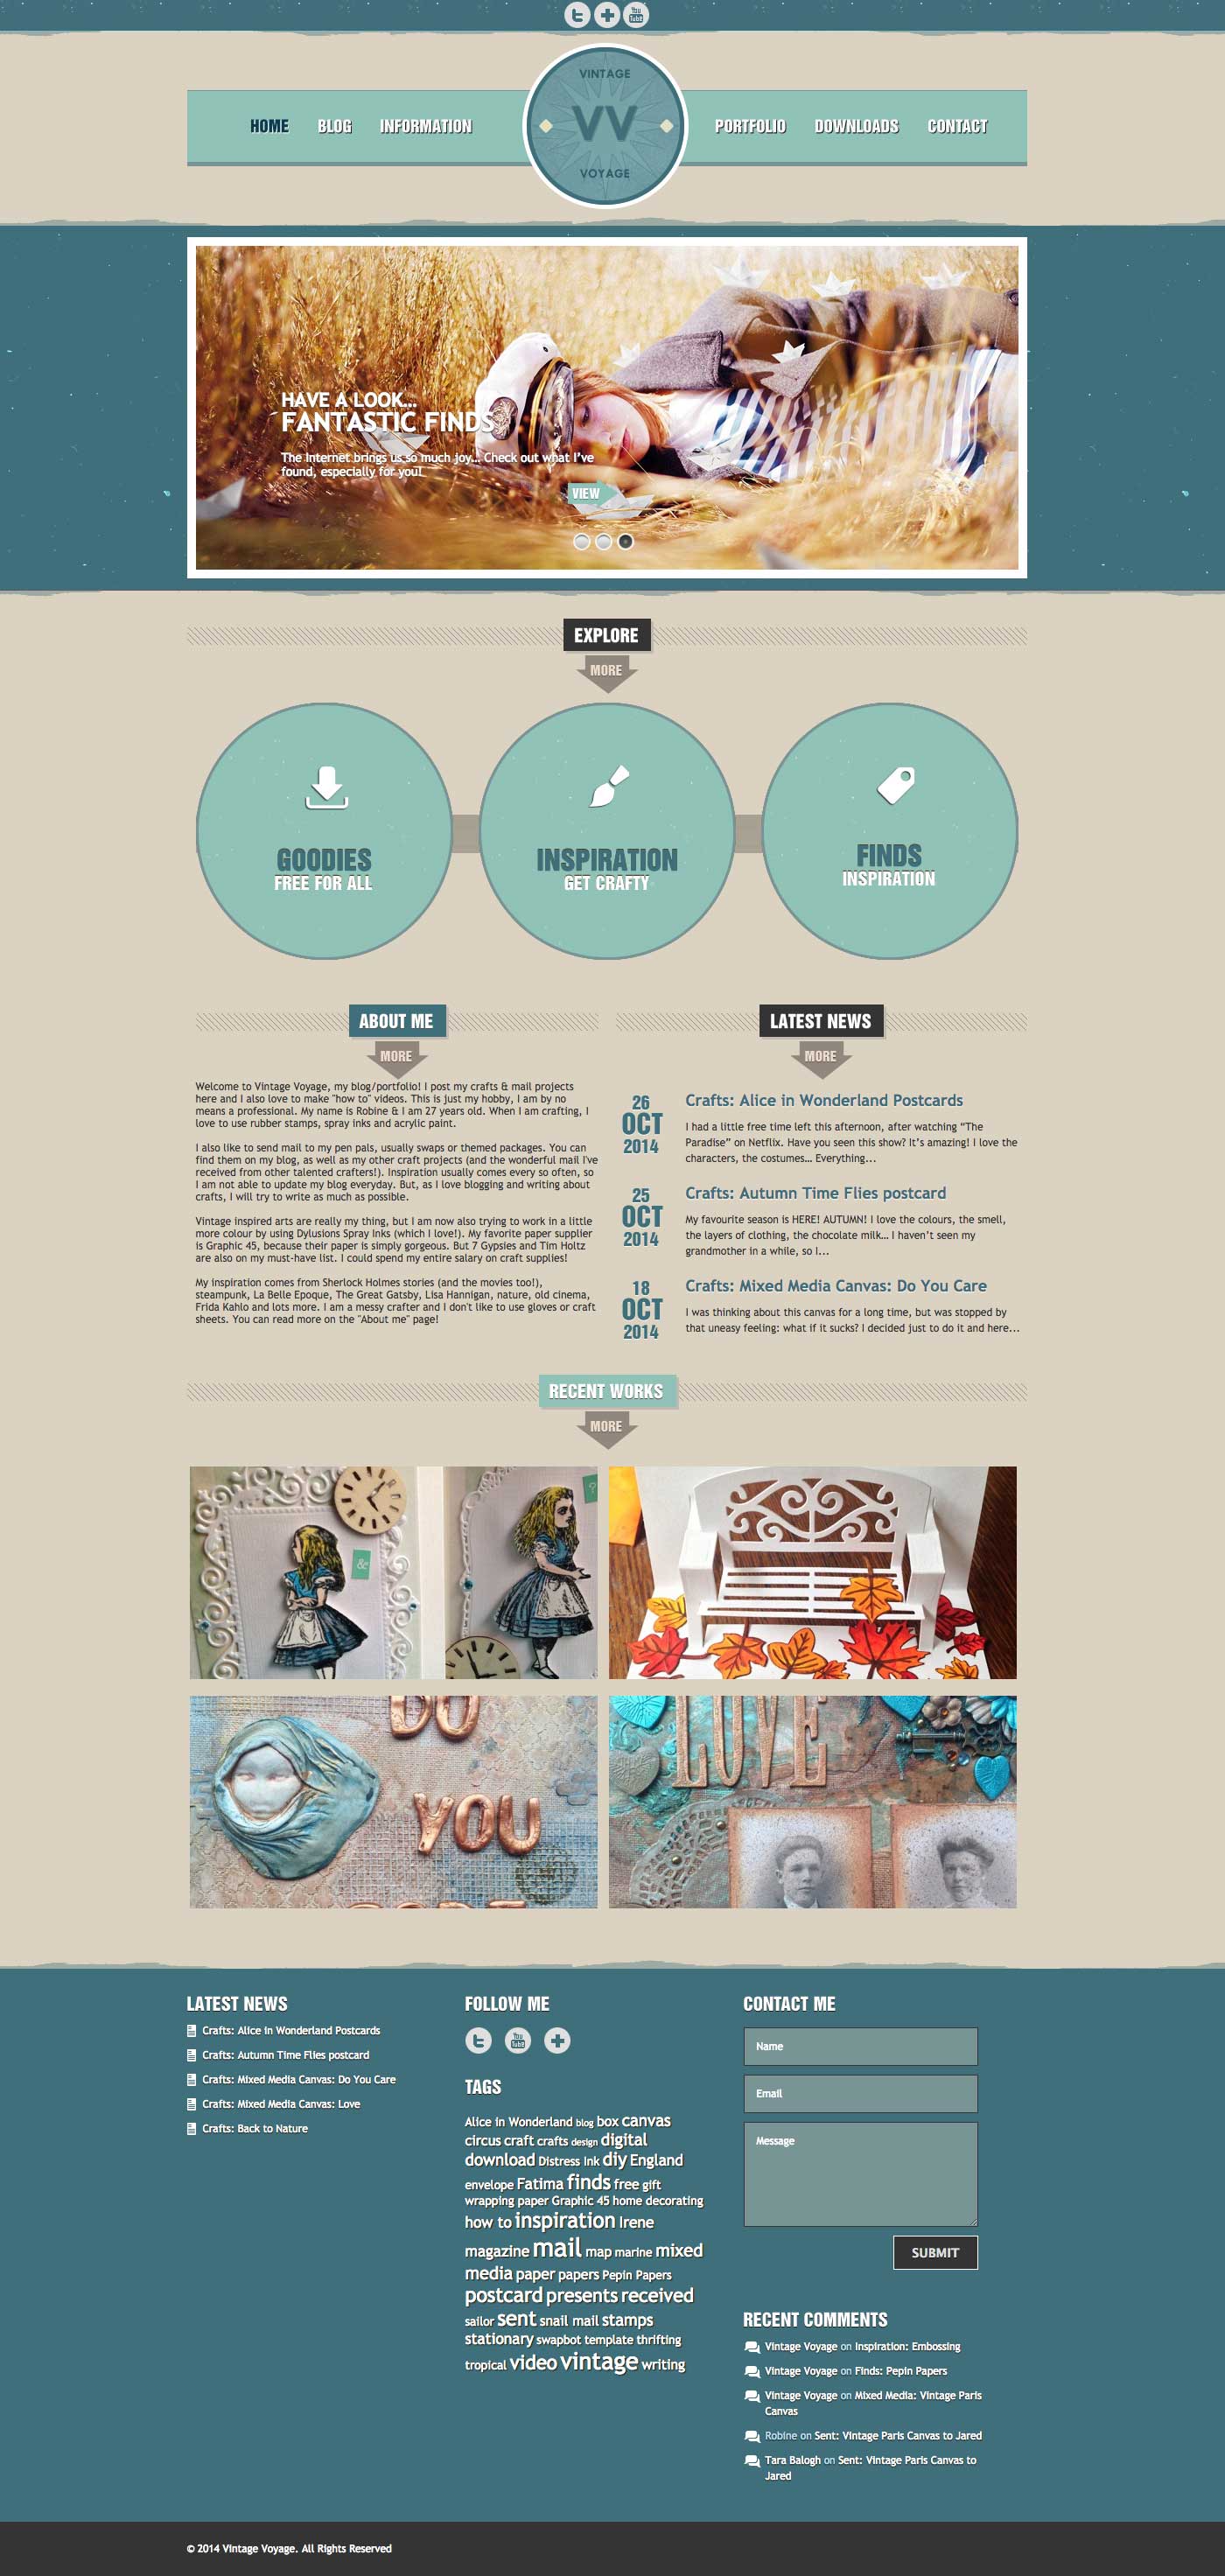 You
Tube
VINTAGE
VV
VOYAGE
HOME BLOG INFORMATION
PORTFOLIO DOWNLOADS CONTACT
HAVE A LOOK...
FANTASTIC FINDS
The Internet brings us so much joy... Check out what I've
found, especially for you!
VIEW
EXPLORE
MORE
GOODIES
FREE FOR ALL
INSPIRATION
GET CRAFTY
FINDS
INSPIRATION
ABOUT ME
MORE
Welcome to Vintage Voyage, my blog/portfolio! I post my crafts & mail projects
here and I also love to make "how to" videos. This is just my hobby, I am by no
means a professional. My name is Robine & I am 27 years old. When I am crafting, I
love to use rubber stamps, spray inks and acrylic paint.
I also like to send mail to my pen pals, usually swaps or themed packages. You can
find them on my blog, as well as my other craft projects (and the wonderful mail I've
received from other talented crafters!). Inspiration usually comes every so often, so
I am not able to update my blog everyday. But, as I love blogging and writing about
crafts, I will try to write as much as possible.
Vintage inspired arts are really my thing, but I am now also trying to work in a little
more colour by using Dylusions Spray Inks (which I love!). My favorite paper supplier
is Graphic 45, because their paper is simply gorgeous. But 7 Gypsies and Tim Holtz
are also on my must-have list. I could spend my entire salary on craft supplies!
My inspiration comes from Sherlock Holmes stories (and the movies too!),
steampunk, La Belle Epoque, The Great Gatsby, Lisa Hannigan, nature, old cinema,
Frida Kahlo and lots more. I am a messy crafter and I don't like to use gloves or craft
sheets. You can read more on the "About me" page!
LATEST NEWS
MORE
26
OCT
2014
Crafts: Alice in Wonderland Postcards
I had a little free time left this afternoon, after watching “The
Paradise” on Netflix. Have you seen this show? It’s amazing! I love the
characters, the costumes… Everything...
25
OCT
2014
Crafts: Autumn Time Flies postcard
My favourite season is HERE! AUTUMN! I love the colours, the smell,
the layers of clothing, the chocolate milk… I haven’t seen my
grandmother in a while, so I...
18
OCT
2014
Crafts: Mixed Media Canvas: Do You Care
I was thinking about this canvas for a long time, but was stopped by
that uneasy feeling: what if it sucks? I decided just to do it and here...
RECENT WORKS
MORE
&
?
DO
YOU
LOVE
LATEST NEWS
Crafts: Alice in Wonderland Postcards
Crafts: Autumn Time Flies postcard
Crafts: Mixed Media Canvas: Do You Care
Crafts: Mixed Media Canvas: Love
Crafts: Back to Nature
FOLLOW ME
You
Tube
TAGS
Alice in Wonderland blog box canvas
circus craft crafts design digital
download Distress Ink diy England
envelope Fatima finds free gift
wrapping paper Graphic 45 home decorating
how to inspiration Irene
magazine mail map marine mixed
media paper papers Pepin Papers
postcard presents received
sailor sent snail mail stamps
stationary swapbot template thrifting
tropical video vintage writing
CONTACT ME
Name
Email
Message
SUBMIT
RECENT COMMENTS
Vintage Voyage on Inspiration: Embossing
Vintage Voyage on Finds: Pepin Papers
Vintage Voyage on Mixed Media: Vintage Paris
Canvas
Robine on Sent: Vintage Paris Canvas to Jared
Tara Balogh on Sent: Vintage Paris Canvas to
Jared
© 2014 Vintage Voyage. All Rights Reserved